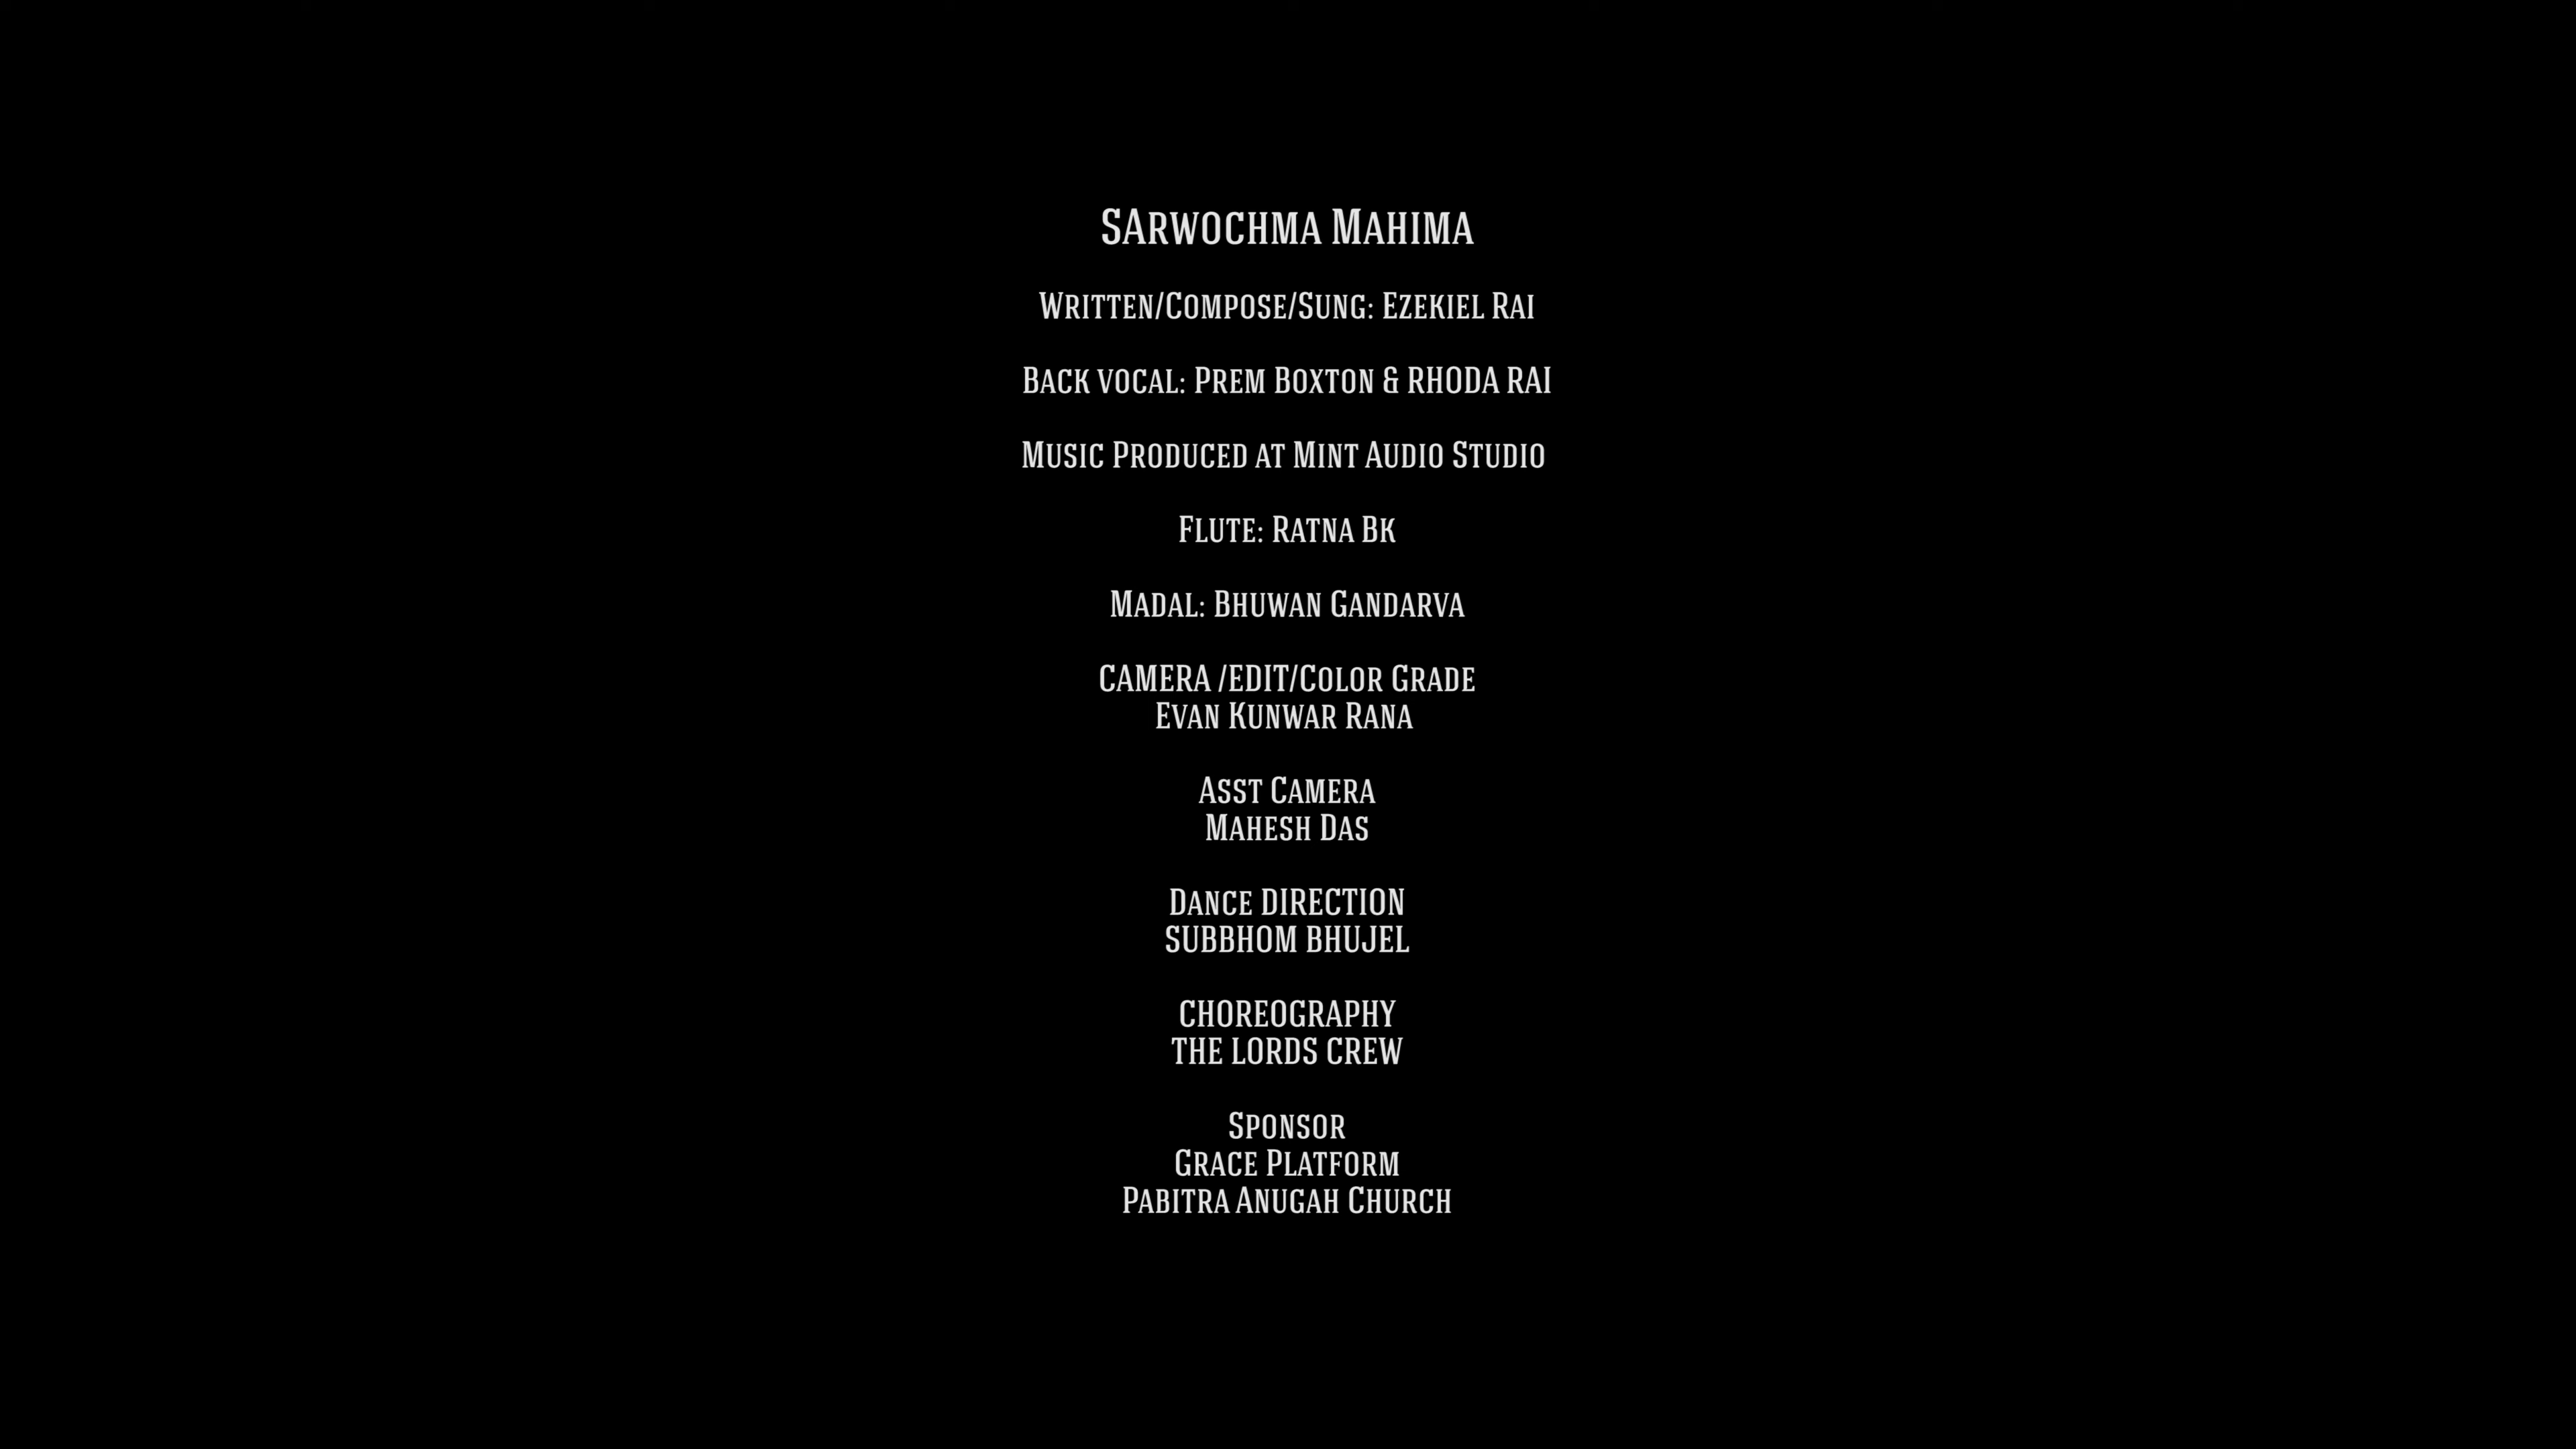 SArwochma Mahima
Written/Compose/Sung: Ezekiel Rai
Back vocal: Prem Boxton & RHODA RAI
Music Produced at Mint Audio Studio
Flute: Ratna Bk
Madal: Bhuwan Gandarva
CAMERA /EDIT/Color Grade
Evan Kunwar Rana
Asst Camera
Mahesh Das
Dance DIRECTION
SUBBHOM BHUJEL
CHOREOGRAPHY
THE LORDS CREW
Sponsor
Grace Platform
Pabitra Anugah Church